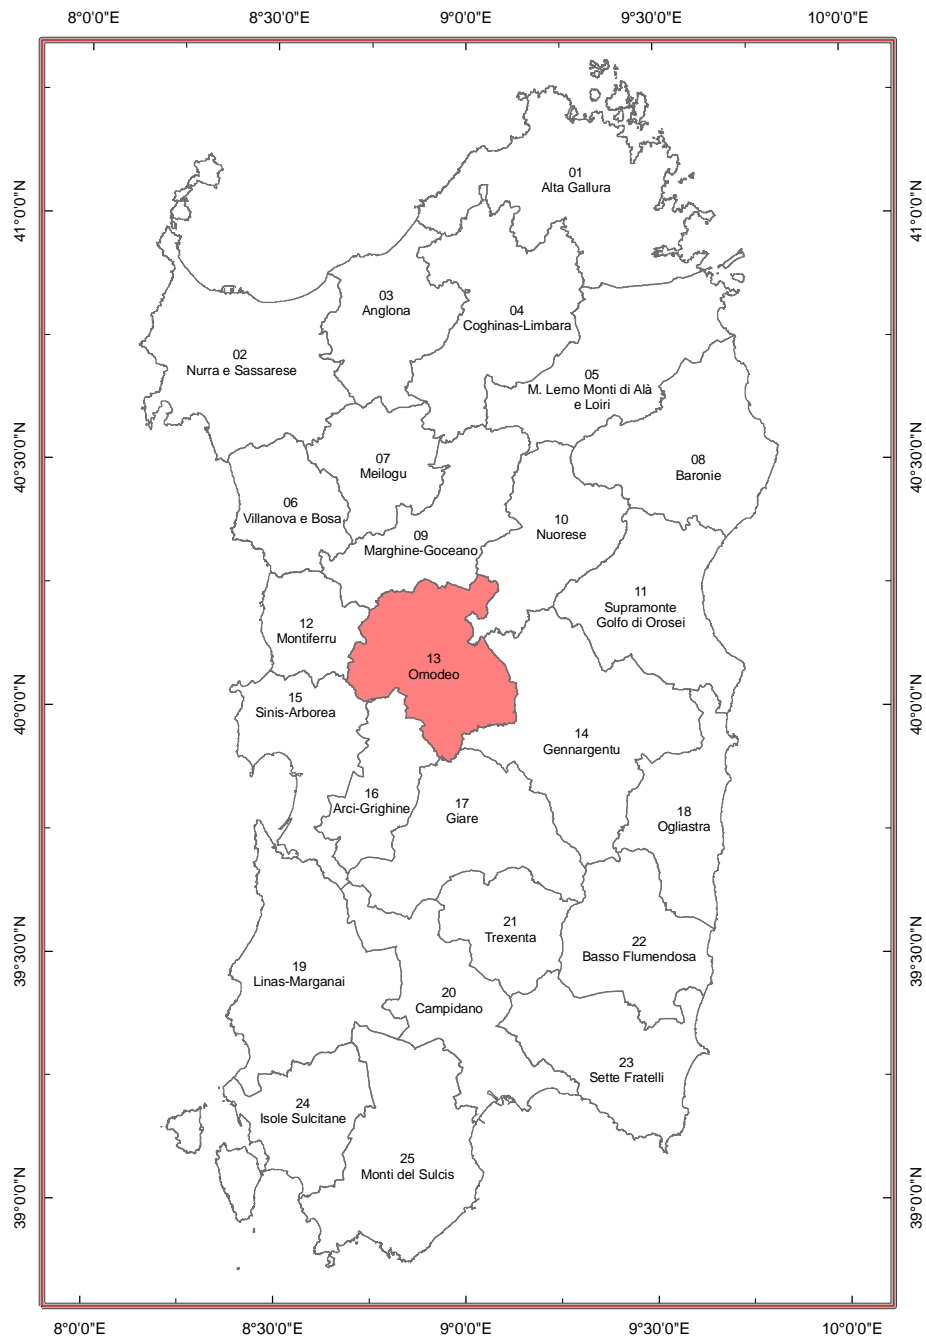 8°0'0"E
8°30'0"E
9°0'0"E
9°30'0"E
10°0'0"E
41°0'0"N
41°0'0"N
01
Alta Gallura
03
Anglona
04
Coghinas-Limbara
02
Nurra e Sassarese
05
M. Lerno Monti di Alà
e Loiri
40°30'0"N
40°30'0"N
07
Meilogu
08
Baronie
06
Villanova e Bosa
10
Nuorese
09
Marghine-Goceano
11
Supramonte
Golfo di Orosei
12
Montiferru
13
Omodeo
15
Sinis-Arborea
40°0'0"N
40°0'0"N
14
Gennargentu
16
Arci-Grighine
17
Giare
18
Ogliastra
21
Trexenta
22
Basso Flumendosa
39°30'0"N
39°30'0"N
19
Linas-Marganai
20
Campidano
23
Sette Fratelli
24
Isole Sulcitane
25
Monti del Sulcis
39°0'0"N
39°0'0"N
8°0'0"E
8°30'0"E
9°0'0"E
9°30'0"E
10°0'0"E